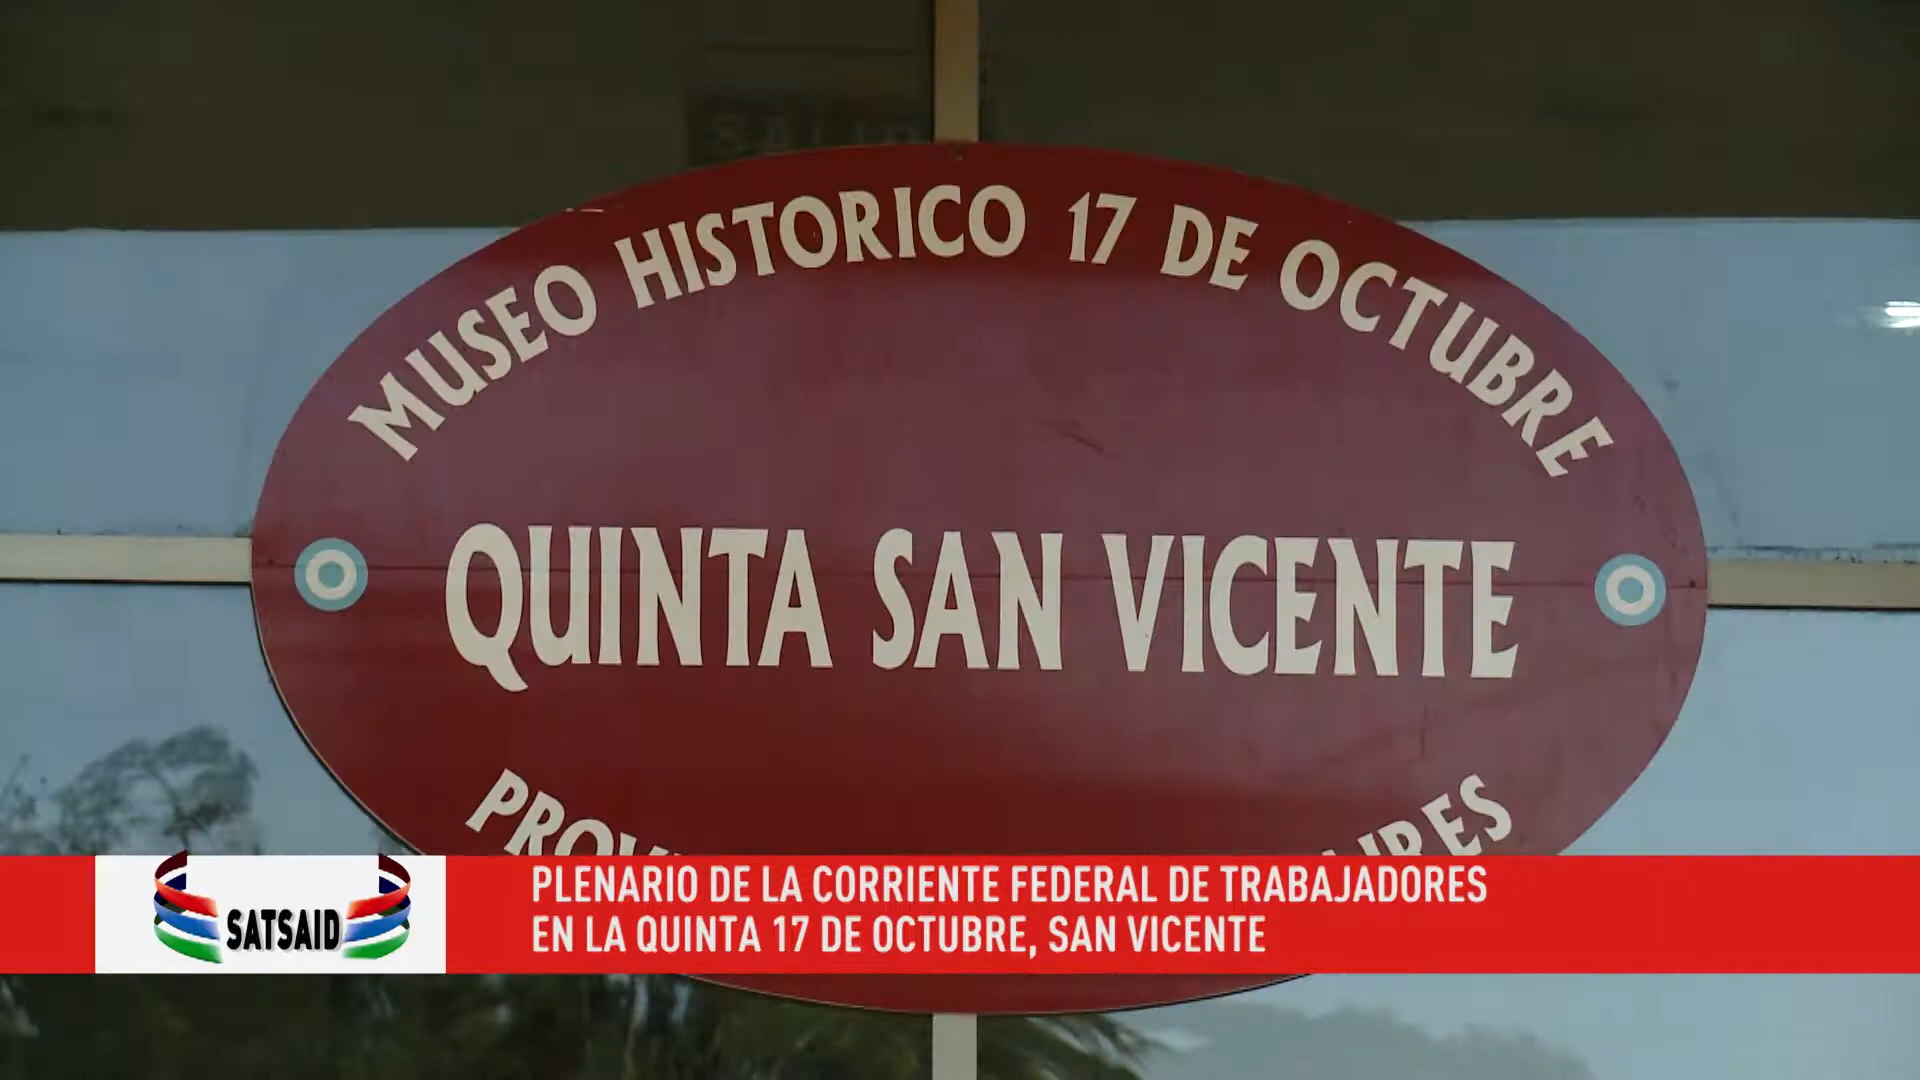 MUSEO HISTORICO 17 DE OCTUBRE
QUINTA SAN VICENTE
SATSAID
PLENARIO DE LA CORRIENTE FEDERAL DE TRABAJADORES
EN LA QUINTA 17 DE OCTUBRE, SAN VICENTE